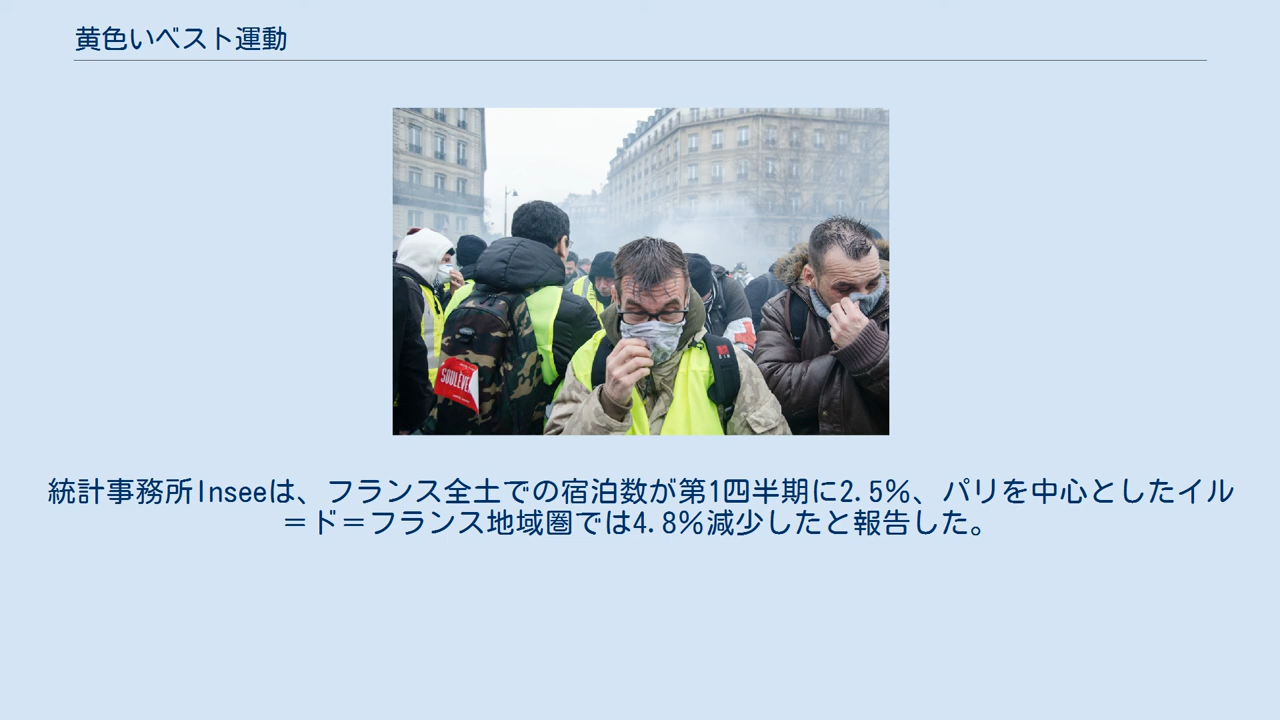 黄色いベスト運動
SOULÈVE
統計事務所Inseeは、フランス全土での宿泊数が第1四半期に2.5%、パリを中心としたイル
＝ド＝フランス地域圏では4.8%減少したと報告した。